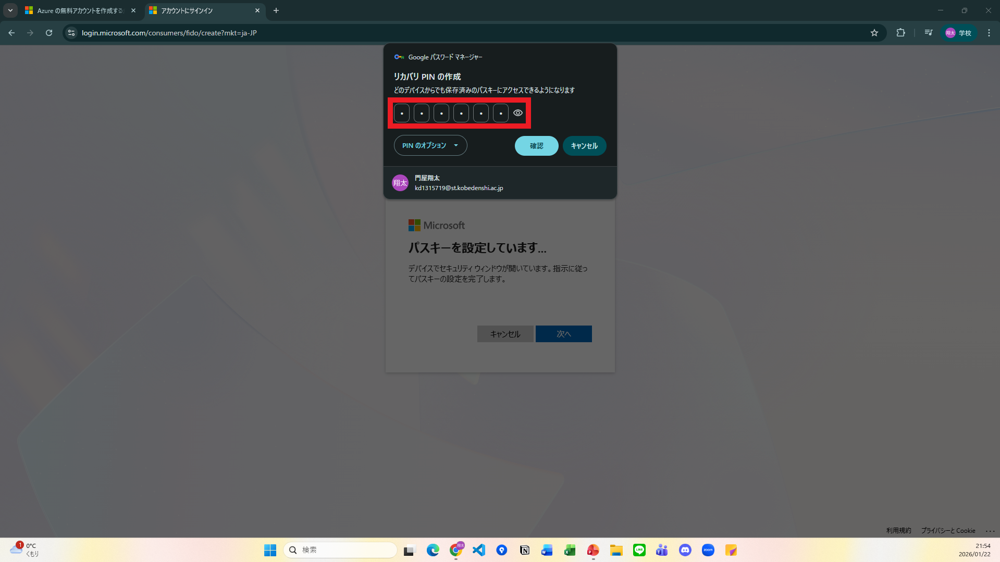 Azure の無料アカウントを作成する
アカウントにサインイン
login.microsoft.com/consumers/fido/create?mkt=ja-JP
翔太 学校
Google パスワード マネージャー
リカバリ PIN の作成
どのデバイスからでも保存済みのパスキーにアクセスできるようになります
PIN のオプション
確認
キャンセル
翔太
門屋翔太
kd1315719@st.kobedenshi.ac.jp
Microsoft
パスキーを設定しています...
デバイスでセキュリティ ウィンドウが開いています。指示に従っ
てパスキーの設定を完了します。
キャンセル
次へ
利用規約
プライバシーと Cookie
...
1
0°C
くもり
検索
翔太
N
W
X
P
LINE
T
zoom
21:54
2026/01/22